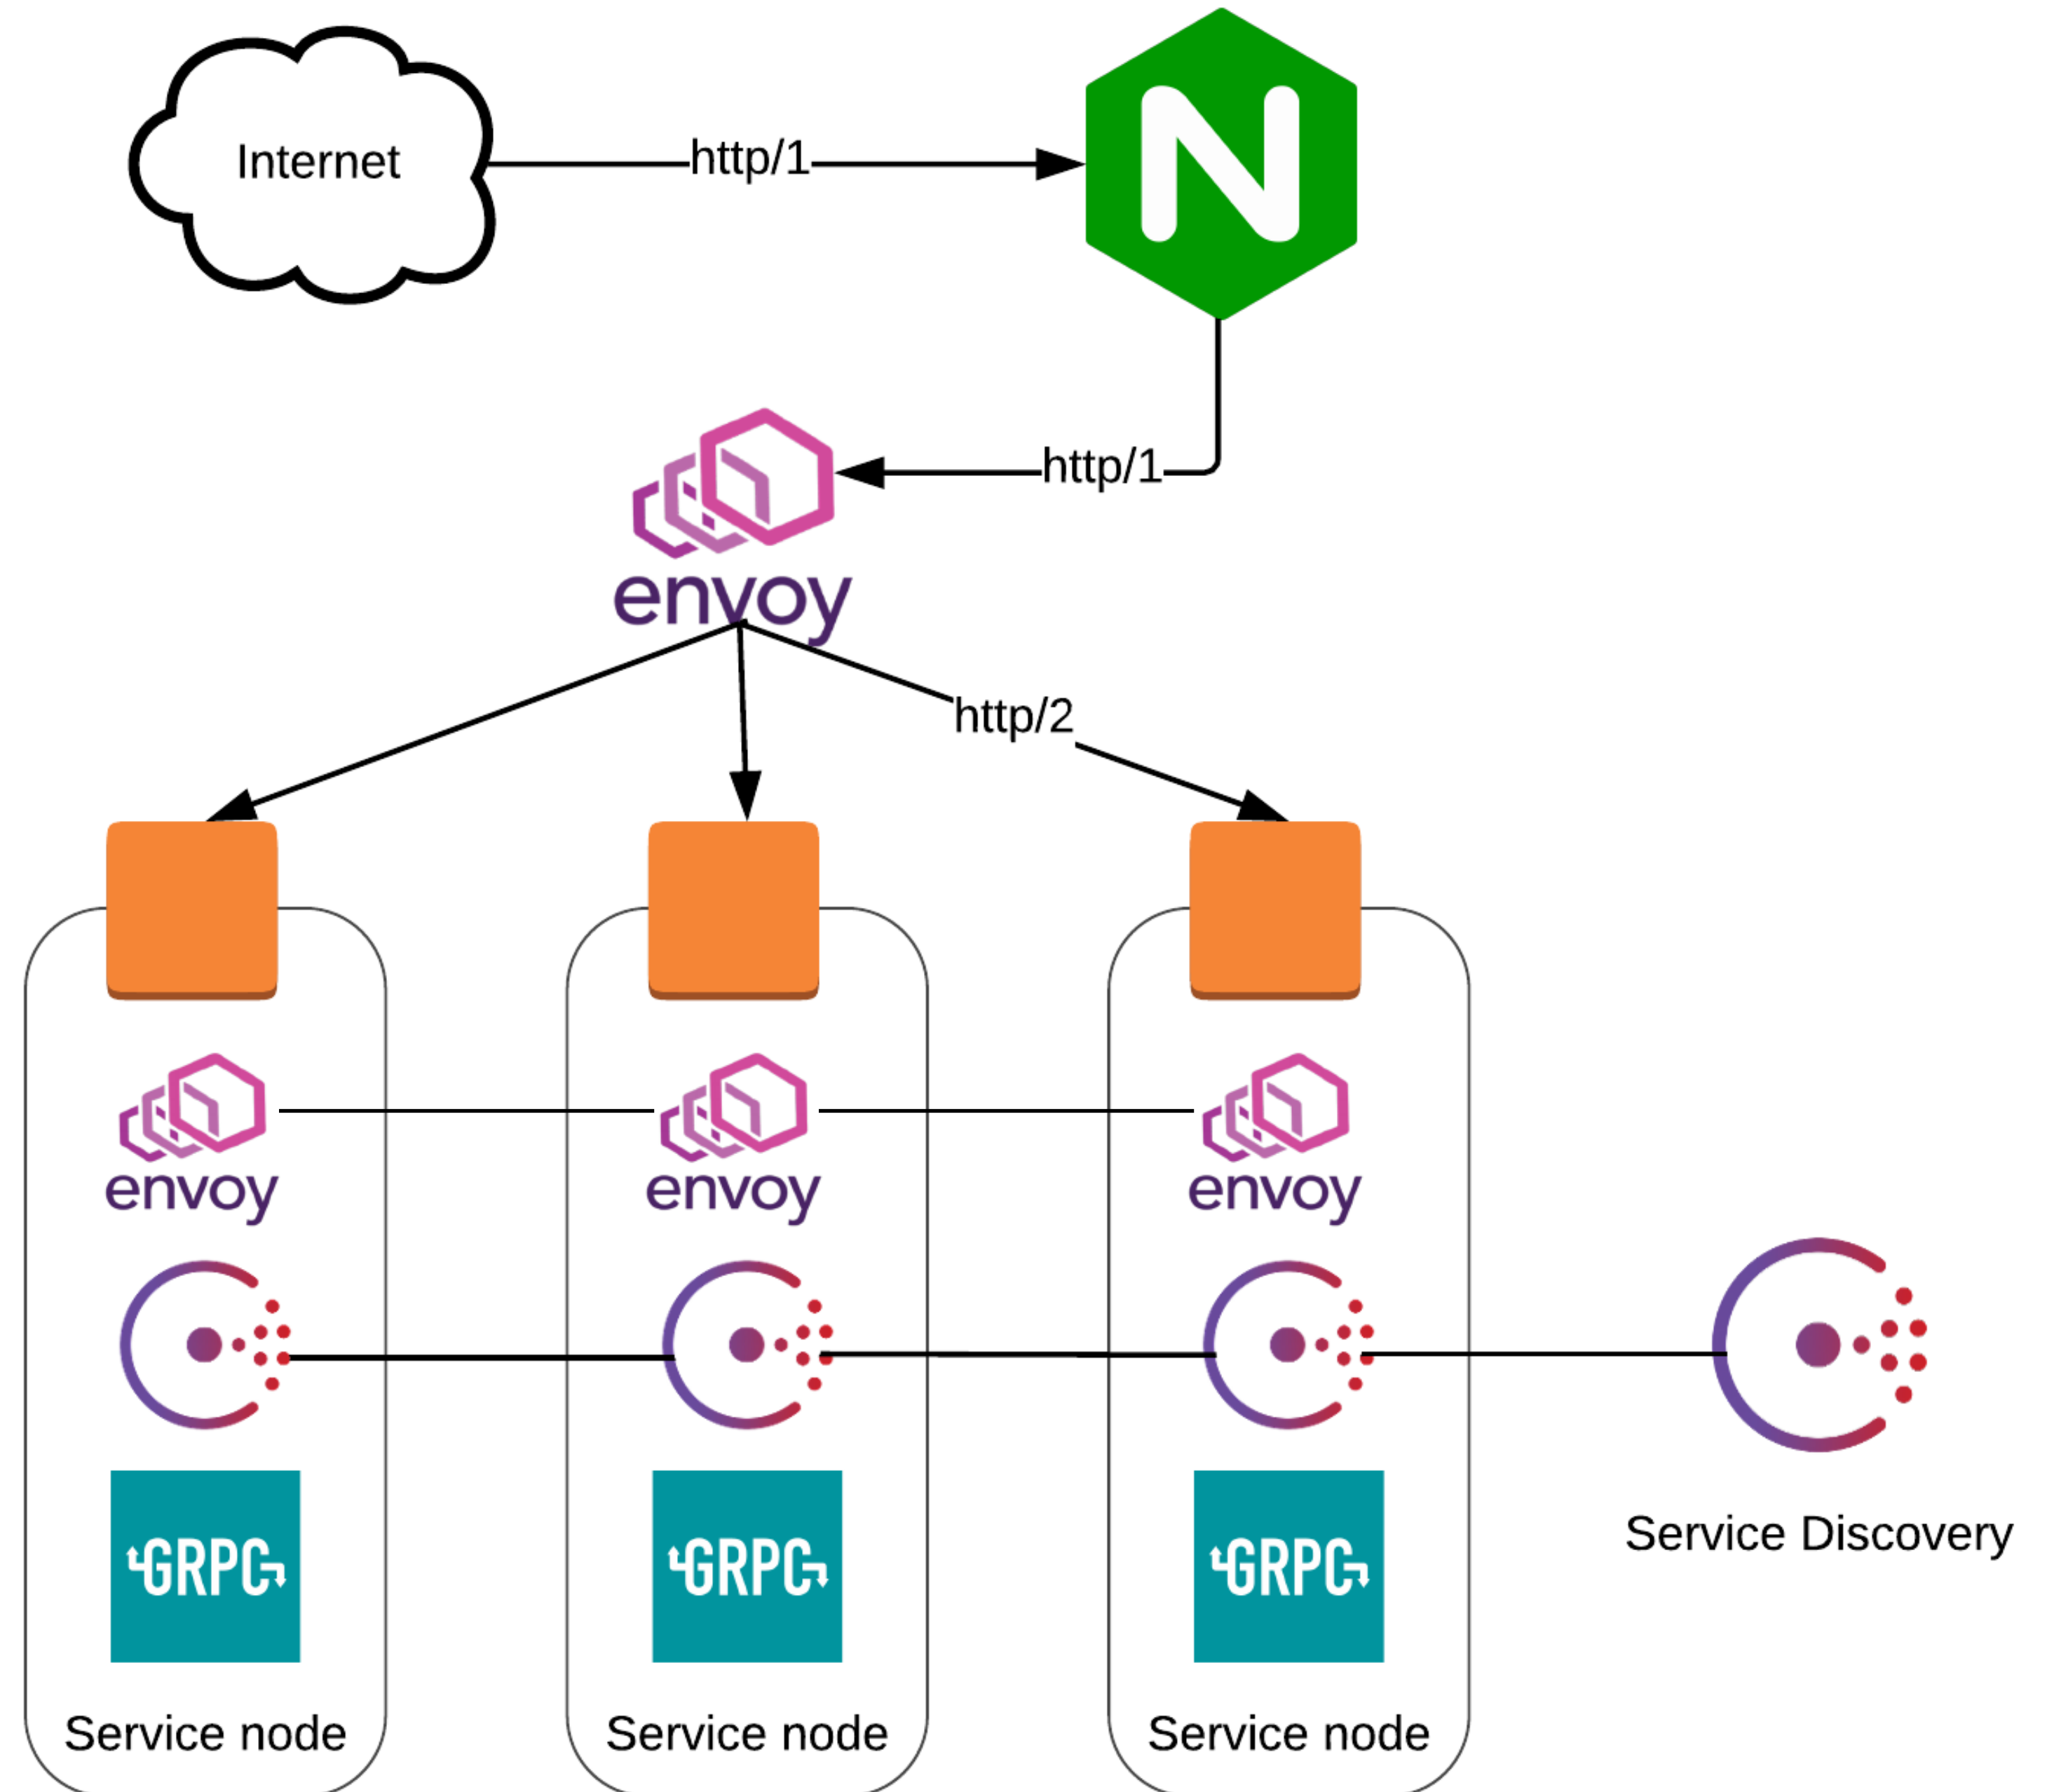 Internet
http/1
N
http/1
envoy
http/2
envoy
envoy
envoy
GRPC
GRPC
GRPC
Service Discovery
Service node
Service node
Service node